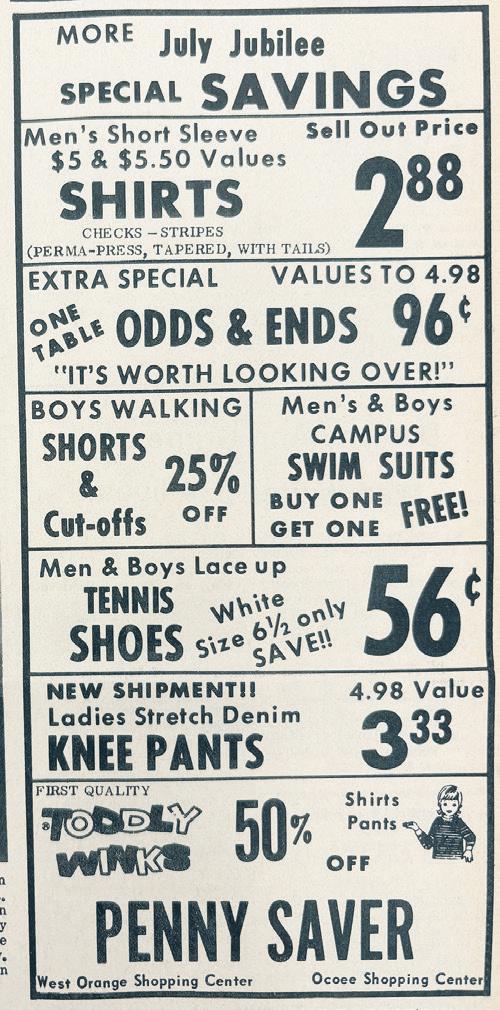 MORE July Jubilee
SPECIAL SAVINGS
Men's Short Sleeve
$5 & $5.50 Values
SHIRTS
CHECKS - STRIPES
(PERMA-PRESS, TAPERED, WITH TAILS)
Sell Out Price
2 88
EXTRA SPECIAL VALUES TO 4.98
ONE TABLE ODDS & ENDS 96¢
"IT'S WORTH LOOKING OVER!"
BOYS WALKING
SHORTS
&
Cut-offs
25%
OFF
Men's & Boys
CAMPUS
SWIM SUITS
BUY ONE
GET ONE FREE!
Men & Boys Lace up
TENNIS
SHOES
White
Size 6½ only
SAVE!!
56¢
NEW SHIPMENT!!
Ladies Stretch Denim
KNEE PANTS
4.98 Value
3 33
FIRST QUALITY
®TODDLY
WINKS
50%
OFF
Shirts
Pants
PENNY SAVER
West Orange Shopping Center Ocoee Shopping Center
n
y
e
y.
n